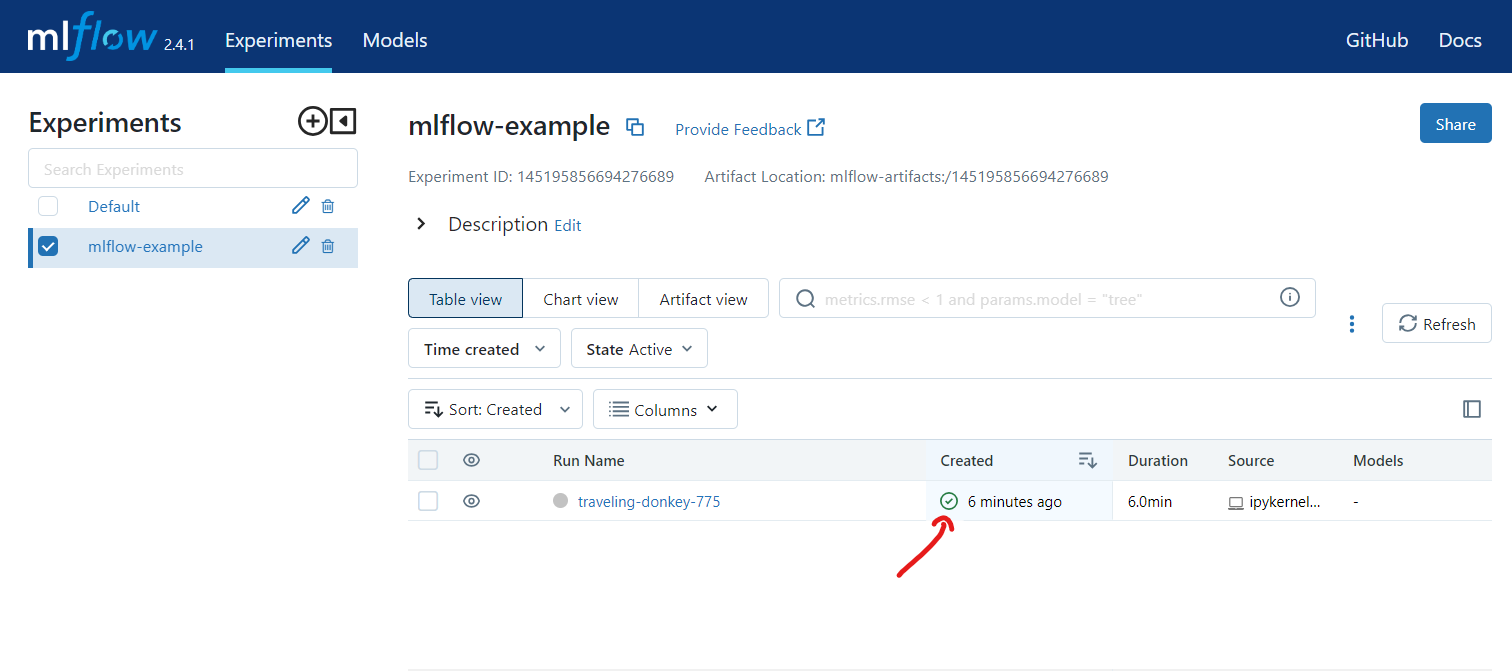 mlflow 2.4.1 Experiments Models GitHub Docs
Experiments
Search Experiments
Default
mlflow-example
mlflow-example Provide Feedback Share
Experiment ID: 145195856694276689 Artifact Location: mlflow-artifacts:/145195856694276689
Description Edit
Table view Chart view Artifact view metrics.rmse < 1 and params.model = "tree"
Refresh
Time created State Active
Sort: Created Columns
Run Name Created Duration Source Models
traveling-donkey-775 6 minutes ago 6.0min ipykernel... -